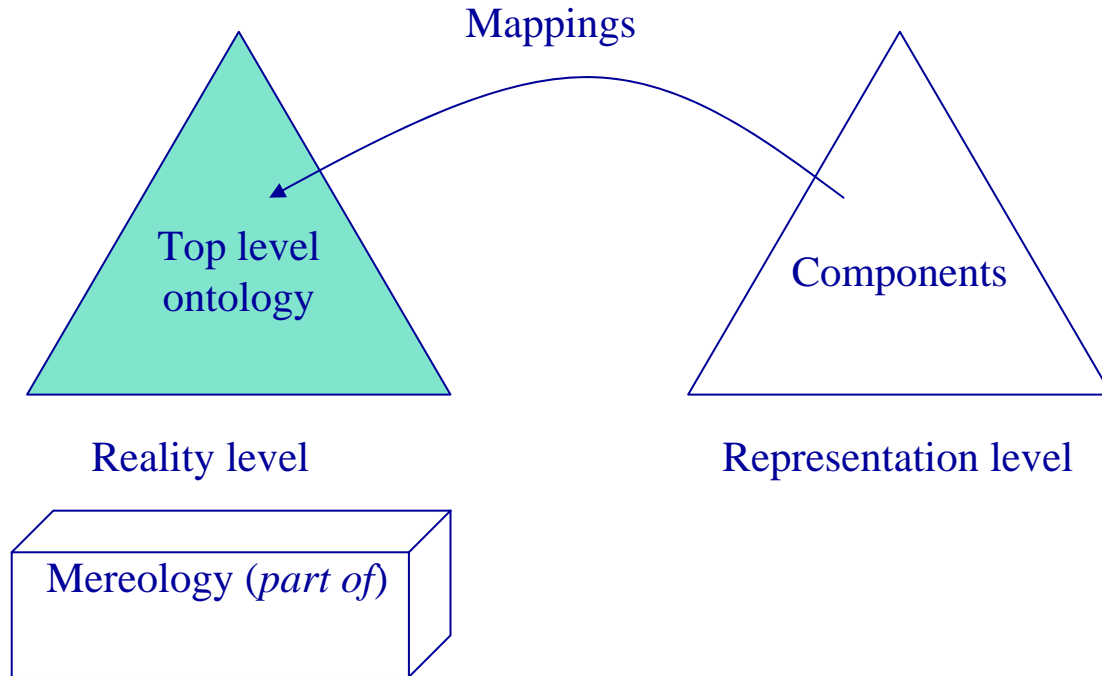 Mappings
Top level
ontology
Components
Reality level
Representation level
Mereology (part of)